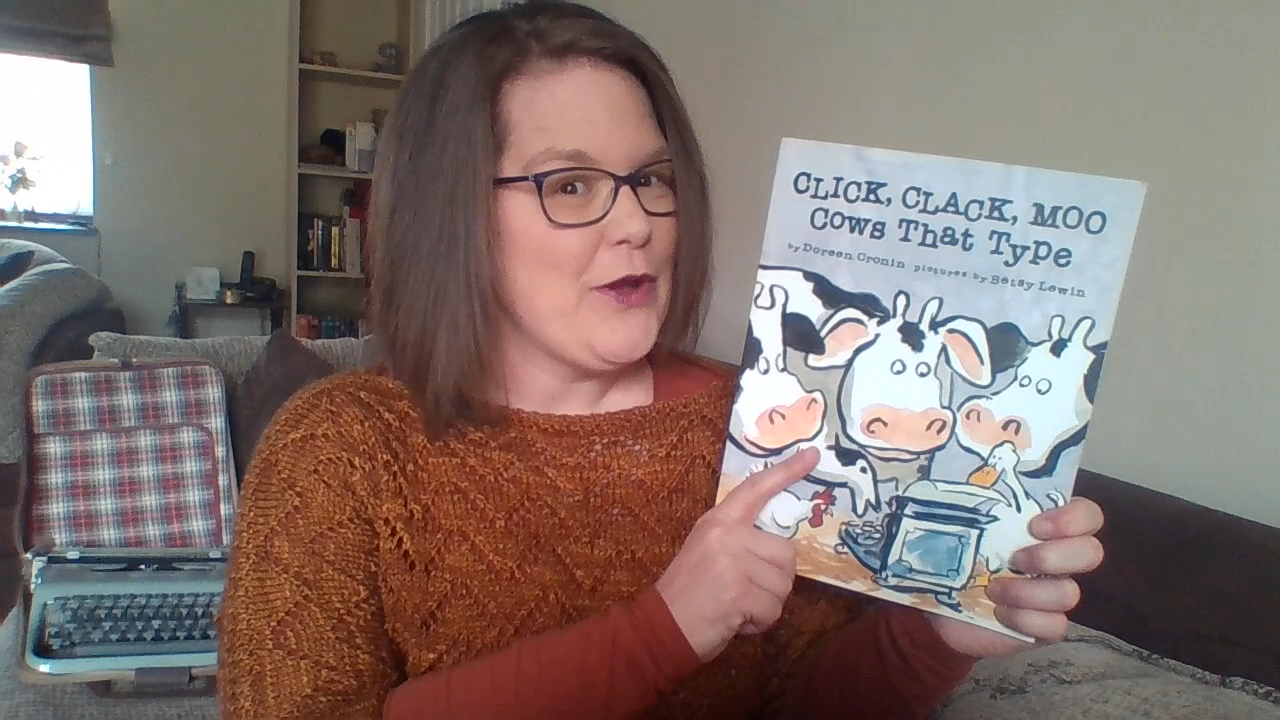 CLICK, CLACK, MOO
Cows That Type
by Doreen Cronin pictures by Betsy Lewin